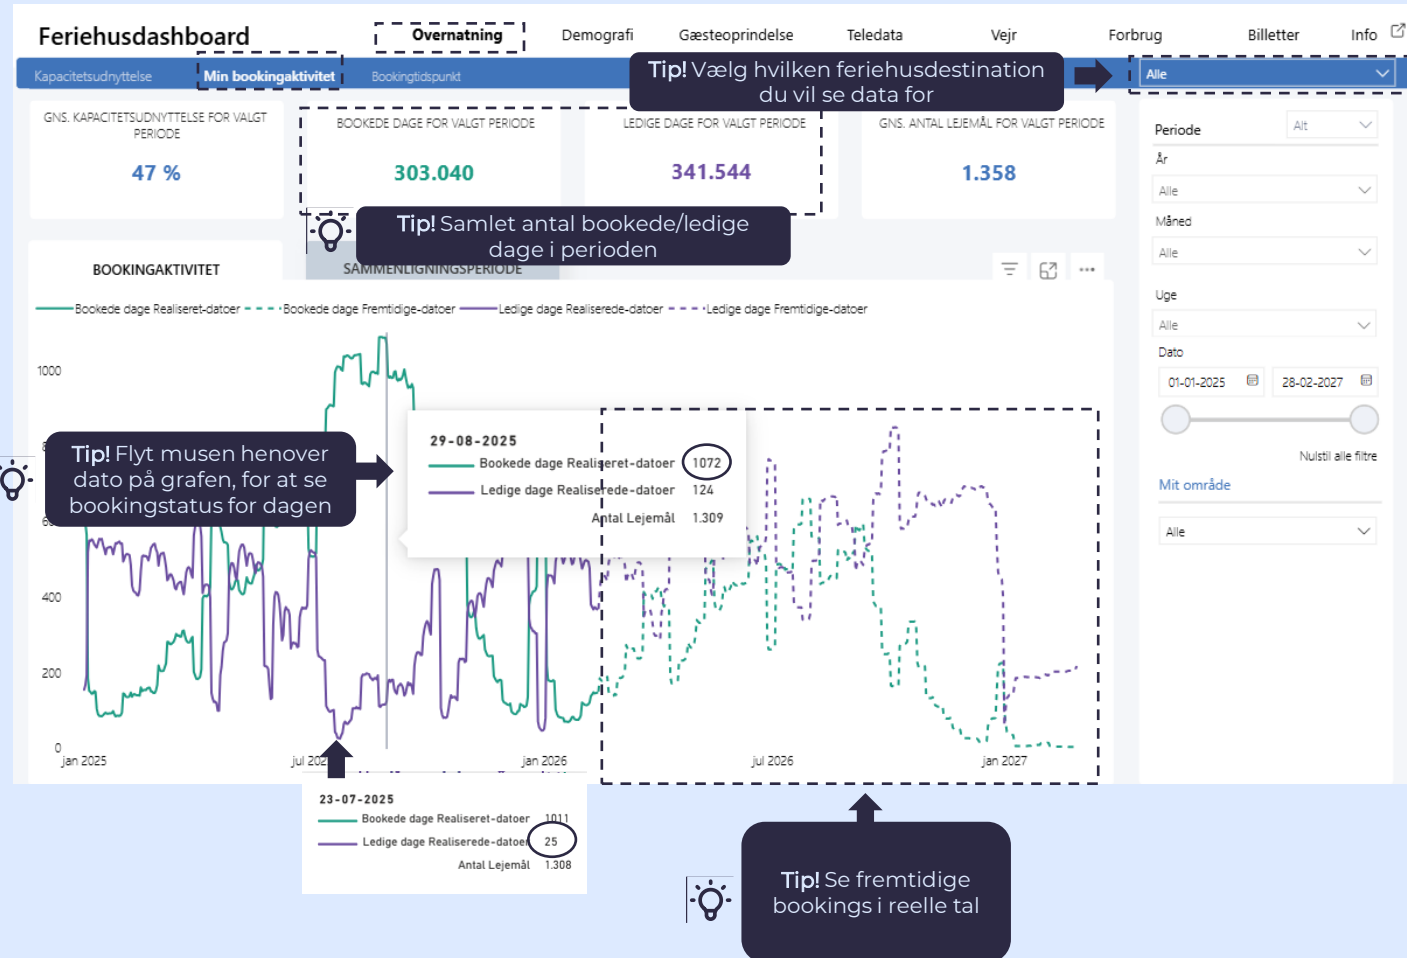 Feriehusdashboard
Overnatning
Demografi
Gæsteoprindelse
Teledata
Vejr
Forbrug
Billetter
Info
Kapacitetsudnyttelse
Min bookingaktivitet
Bookingtidspunkt
Tip! Vælg hvilken feriehusdestination
du vil se data for
Alle
GNS. KAPACITETSUDNYTTELSE FOR VALGT
PERIODE
47 %
BOOKEDE DAGE FOR VALGT PERIODE
303.040
LEDIGE DAGE FOR VALGT PERIODE
341.544
GNS. ANTAL LEJEMÅL FOR VALGT PERIODE
1.358
Tip! Samlet antal bookede/ledige
dage i perioden
BOOKINGAKTIVITET
SAMMENLIGNINGSPERIODE
Bookede dage Realiseret-datoer
Bookede dage Fremtidige-datoer
Ledige dage Realiserede-datoer
Ledige dage Fremtidige-datoer
1000
400
200
0
jan 2025
jan 2026
jul 2026
jan 2027
Tip! Flyt musen henover
dato på grafen, for at se
bookingstatus for dagen
29-08-2025
Bookede dage Realiseret-datoer 1072
Ledige dage Realiserede-datoer 124
Antal Lejemål 1.309
23-07-2025
Bookede dage Realiseret-datoer 1011
Ledige dage Realiserede-datoer 25
Antal Lejemål 1.308
Tip! Se fremtidige
bookings i reelle tal
Periode
Alt
År
Alle
Måned
Alle
Uge
Alle
Dato
01-01-2025
28-02-2027
Nulstil alle filtre
Mit område
Alle